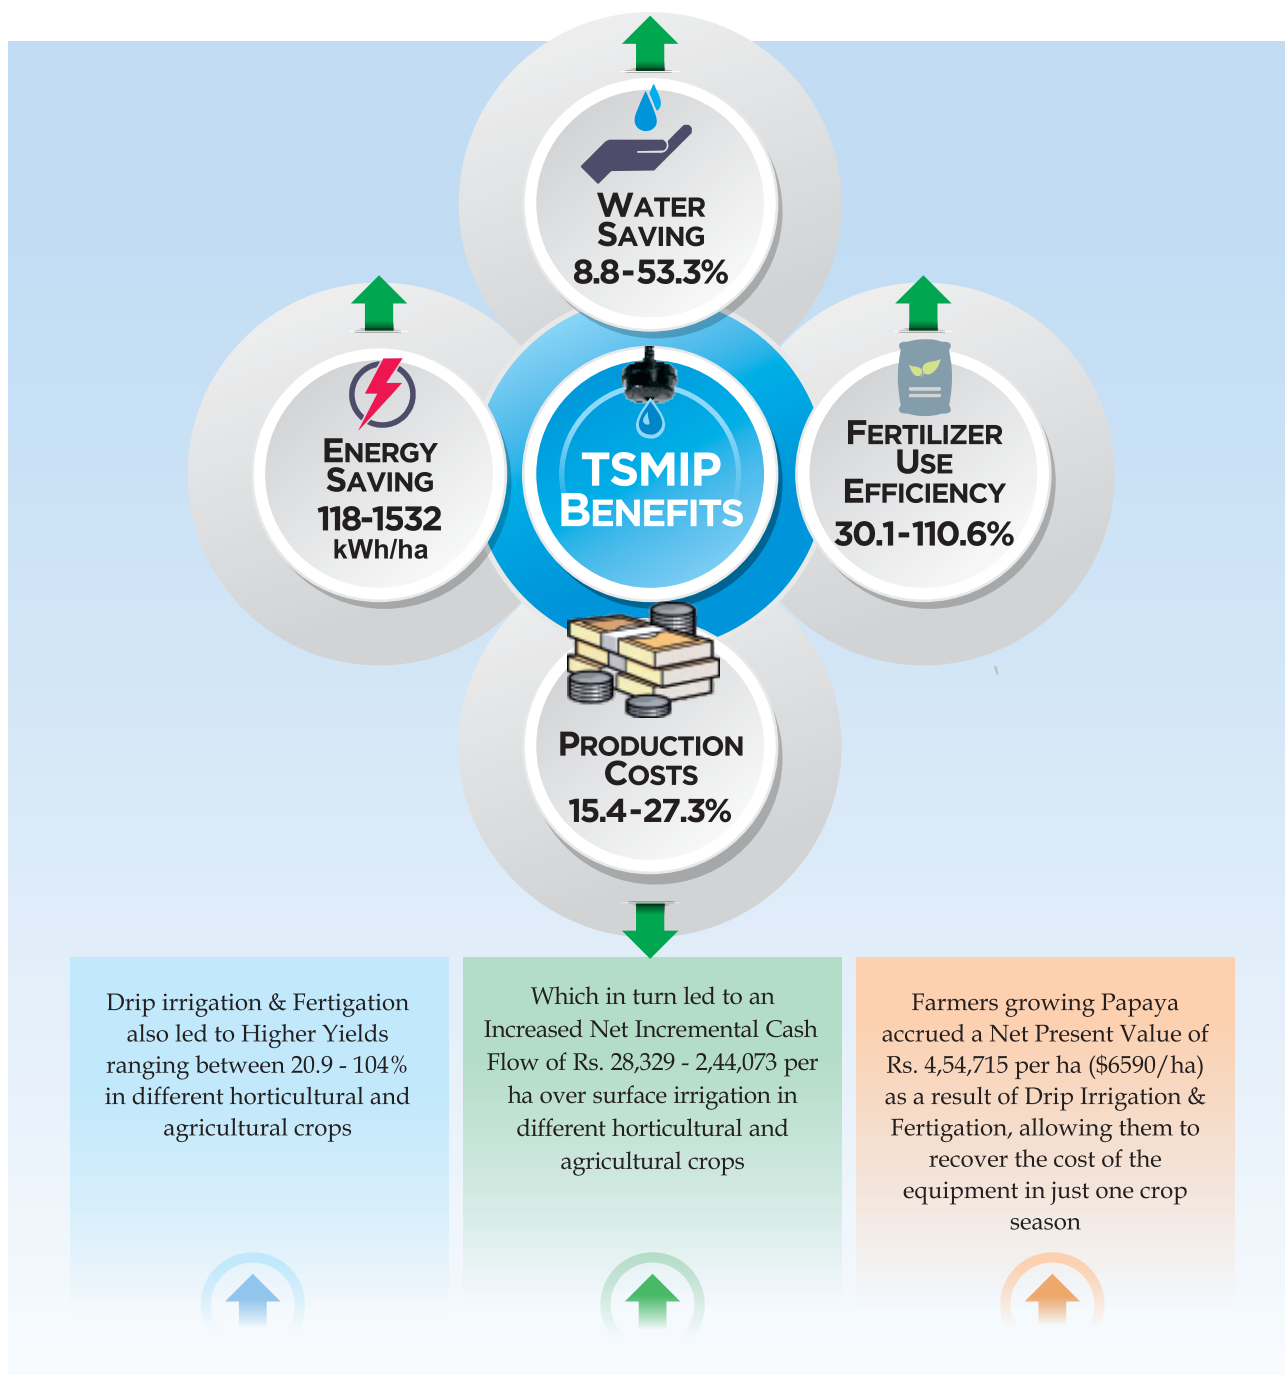 WATER
SAVING
8.8-53.3%
ENERGY
SAVING
118-1532
kWh/ha
TSMIP
BENEFITS
FERTILIZER
USE
EFFICIENCY
30.1-110.6%
PRODUCTION
COSTS
15.4-27.3%
Drip irrigation & Fertigation
also led to Higher Yields
ranging between 20.9 - 104%
in different horticultural and
agricultural crops
Which in turn led to an
Increased Net Incremental Cash
Flow of Rs. 28,329 - 2,44,073 per
ha over surface irrigation in
different horticultural and
agricultural crops
Farmers growing Papaya
accrued a Net Present Value of
Rs. 4,54,715 per ha ($6590/ha)
as a result of Drip Irrigation &
Fertigation, allowing them to
recover the cost of the
equipment in just one crop
season